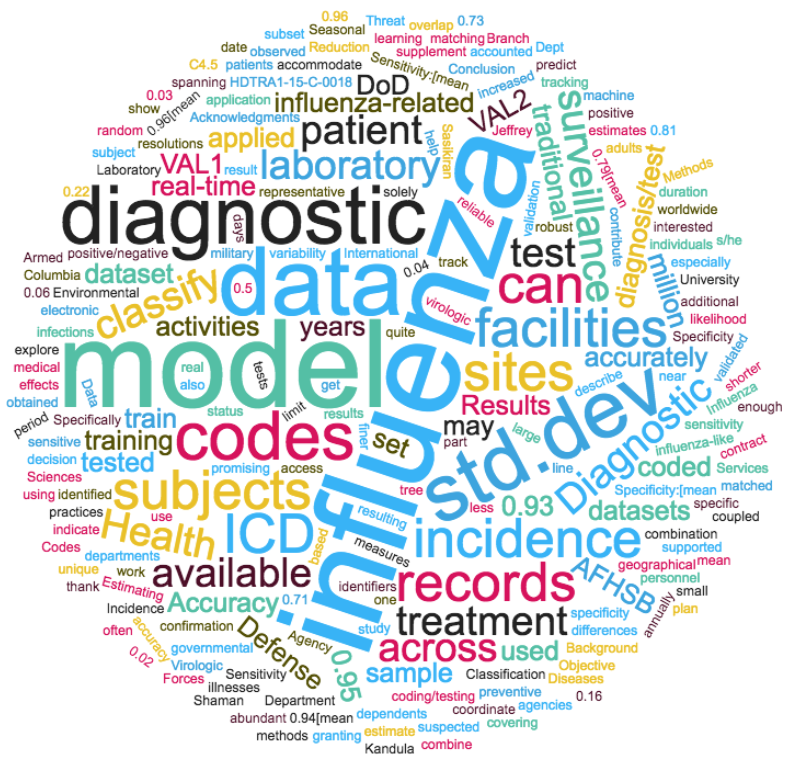 0.96 Threat overlap 0.73
subset Seasonal learning matching Branch
date observed Reduction supplement accounted Dept
C4.5 patients accommodate Sensitivity:[mean Conclusion predict
spanning HDTRA1-15-C-0018 DoD increased tracking
0.03 0.96[mean influenza-related VAL2 machine
show application Acknowledgments patient help Sasikiran Jeffrey surveillance positive
random resolutions applied traditional estimates 0.81
subject VAL1 result laboratory 0.79[mean adults
Laboratory real-time representative solely reliable validation diagnosis/test Methods
0.22 diagnostic influenza robust contribute duration
days worldwide
Armed positive/negative military variability International track test interested
individuals s/he
Columbia dataset 0.5 data 0.04 can million especially
0.06 Environmental classify virologic University
electronic activities years quite facilities additional
infections model accurately likelihood
explore real tests sites near Specificity
medical also get describe validated
effects Data status limit results finer Results shorter
obtained train codes set may large Diagnostic Influenza
period Specifically training part std.dev sensitivity enough
sensitive tested promising access line influenza-like contract
decision subjects tree coded Services
Sciences resulting less 0.93 Specificity:[mean matched
using identified datasets specific
practices Health ICD based incidence combination coupled
indicate use measures supported
Codes departments available records AFHSB geographical mean
unique work identifiers personnel
thank Estimating Accuracy 0.71 one treatment small
Incidence specificity annually plan
often confirmation Defense study across differences
accuracy governmental Agency used Background
0.02 Virologic 0.95 sample Objective
Forces Sensitivity Classification Diseases
illnesses Department coding/testing preventive 0.16
Shaman dependents coordinate agencies
abundant 0.94[mean estimate suspected covering
methods granting combine
Kandula